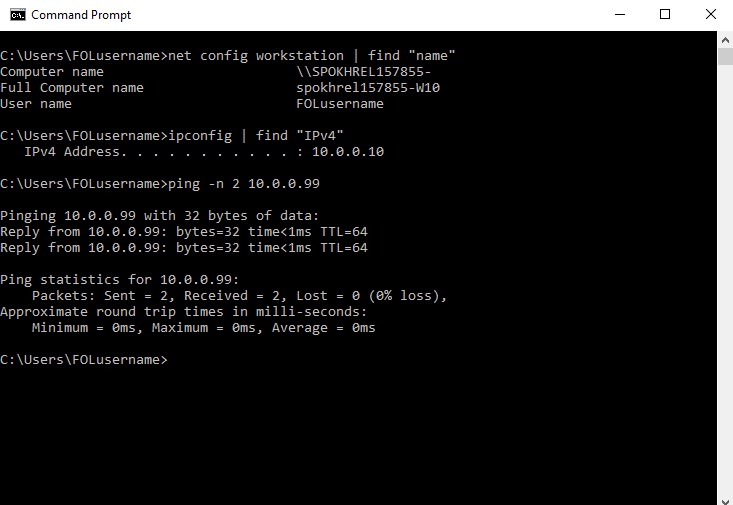 Command Prompt
C:\Users\FOLusername>net config workstation | find "name"
Computer name                        \\SPOKHREL157855-
Full Computer name                   spokhrel157855-W10
User name                            FOLusername
C:\Users\FOLusername>ipconfig | find "IPv4"
   IPv4 Address. . . . . . . . . . . : 10.0.0.10
C:\Users\FOLusername>ping -n 2 10.0.0.99
Pinging 10.0.0.99 with 32 bytes of data:
Reply from 10.0.0.99: bytes=32 time<1ms TTL=64
Reply from 10.0.0.99: bytes=32 time<1ms TTL=64
Ping statistics for 10.0.0.99:
    Packets: Sent = 2, Received = 2, Lost = 0 (0% loss),
Approximate round trip times in milli-seconds:
    Minimum = 0ms, Maximum = 0ms, Average = 0ms
C:\Users\FOLusername>